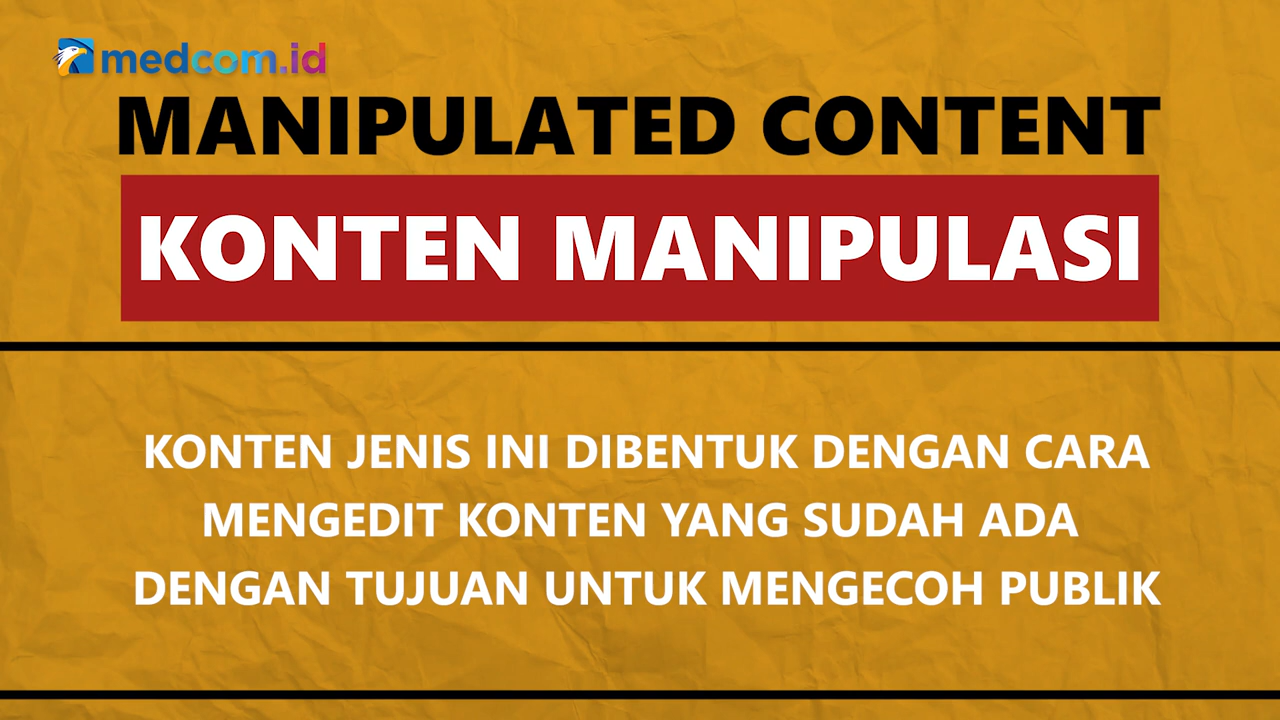 medcom.id
MANIPULATED CONTENT
KONTEN MANIPULASI
KONTEN JENIS INI DIBENTUK DENGAN CARA
MENGEDIT KONTEN YANG SUDAH ADA
DENGAN TUJUAN UNTUK MENGECOH PUBLIK